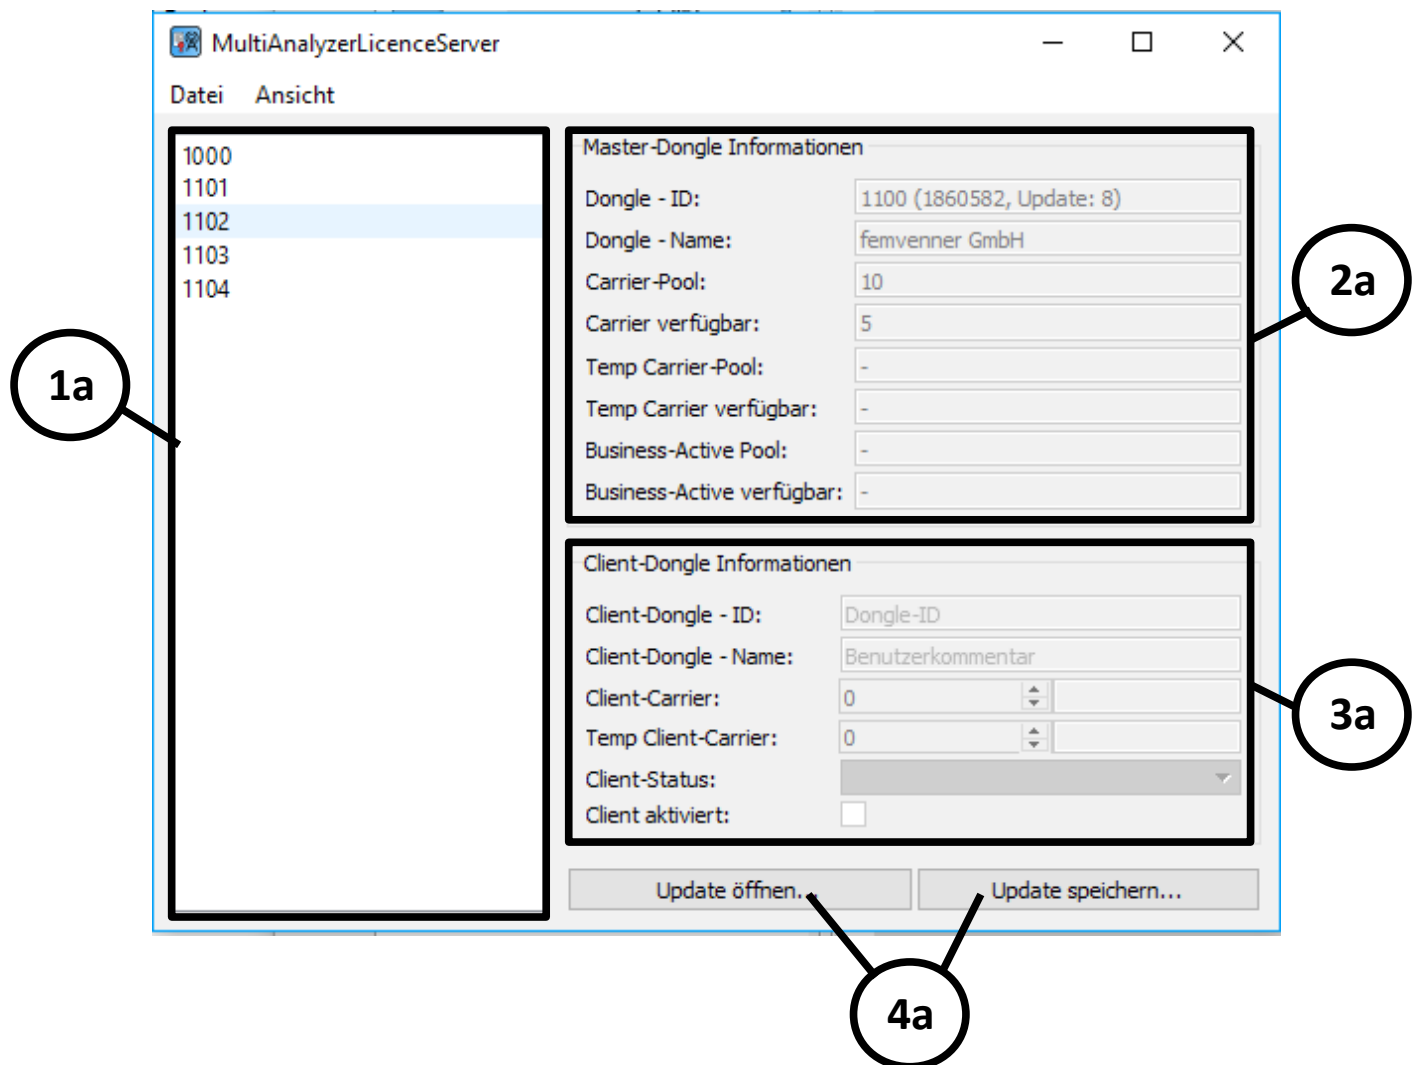 MultiAnalyzerLicenceServer
Datei Ansicht
1000
1101
1102
1103
1104
1a
Master-Dongle Informationen
Dongle - ID: 1100 (1860582, Update: 8)
Dongle - Name: femvenner GmbH
Carrier-Pool: 10
Carrier verfügbar: 5
Temp Carrier-Pool: -
Temp Carrier verfügbar: -
Business-Active Pool: -
Business-Active verfügbar: -
2a
Client-Dongle Informationen
Client-Dongle - ID: Dongle-ID
Client-Dongle - Name: Benutzerkommentar
Client-Carrier: 0
Temp Client-Carrier: 0
Client-Status:
Client aktiviert:
3a
Update öffnen... Update speichern...
4a